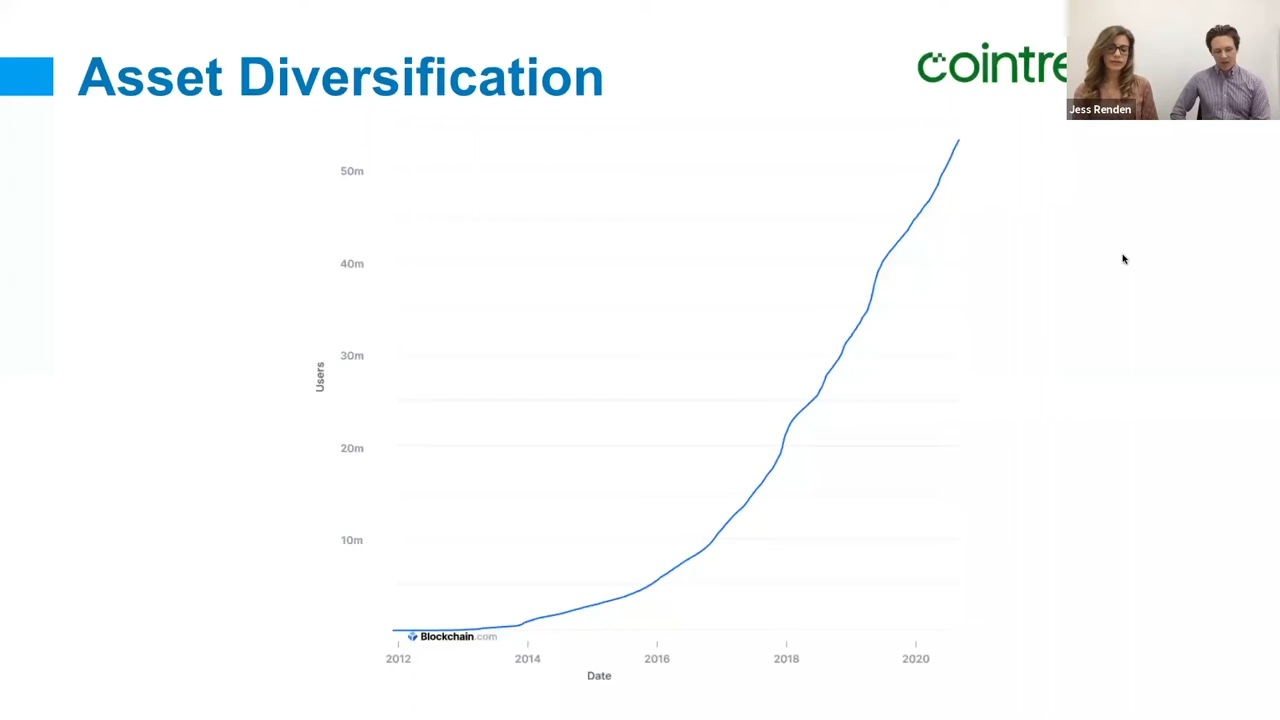 Asset Diversification
cointre
Jess Renden
50m
40m
30m
20m
10m
Users
Blockchain.com
2012 2014 2016 2018 2020
Date